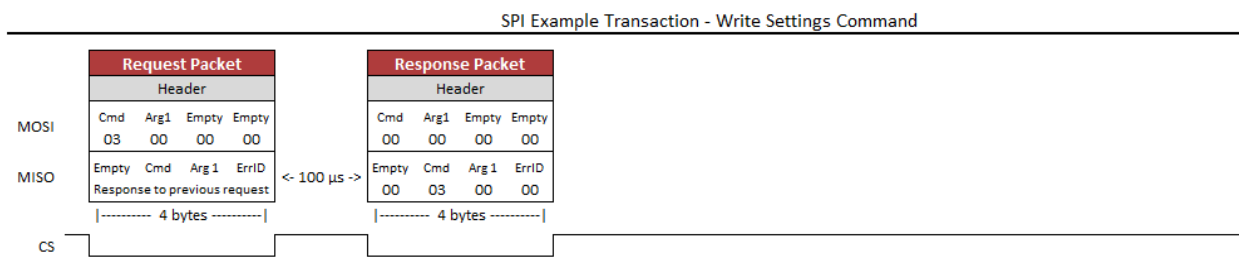 SPI Example Transaction - Write Settings Command
Request Packet Response Packet
Header Header
MOSI
Cmd Arg1 Empty Empty Cmd Arg1 Empty Empty
03 00 00 00 00 00 00 00
MISO
Empty Cmd Arg 1 ErrID <- 100 µs -> Empty Cmd Arg 1 ErrID
Response to previous request 00 03 00 00
|---------- 4 bytes ----------| |---------- 4 bytes ----------|
CS